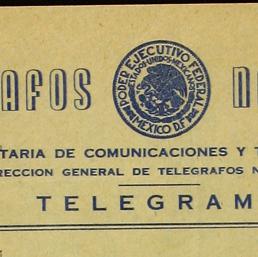 AFOS
PODER EJECUTIVO FEDERAL
ESTADOS UNIDOS MEXICANOS
MEXICO D.F.
N
TARIA DE COMUNICACIONES Y T
RECCION GENERAL DE TELEGRAFOS N
TELEGRAM